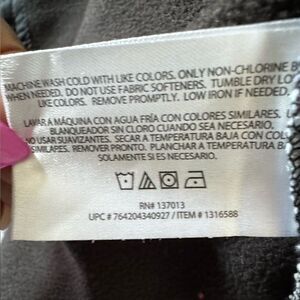 MACHINE WASH COLD WITH LIKE COLORS. ONLY NON-CHLORINE
WHEN NEEDED. DO NOT USE FABRIC SOFTENERS. TUMBLE DRY LO
LIKE COLORS. REMOVE PROMPTLY. LOW IRON IF NEEDED.
LAVAR A MÁQUINA CON AGUA FRÍA CON COLORES SIMILARES.
BLANQUEADOR SIN CLORO CUANDO SEA NECESARIO.
NO USAR SUAVIZANTES. SECAR A TEMPERATURA BAJA CON
SIMILARES. REMOVER PRONTO. PLANCHAR A TEMPERATURA
SOLAMENTE SI ES NECESARIO.
RN# 137013
UPC # 764204340927 / ITEM # 1316588